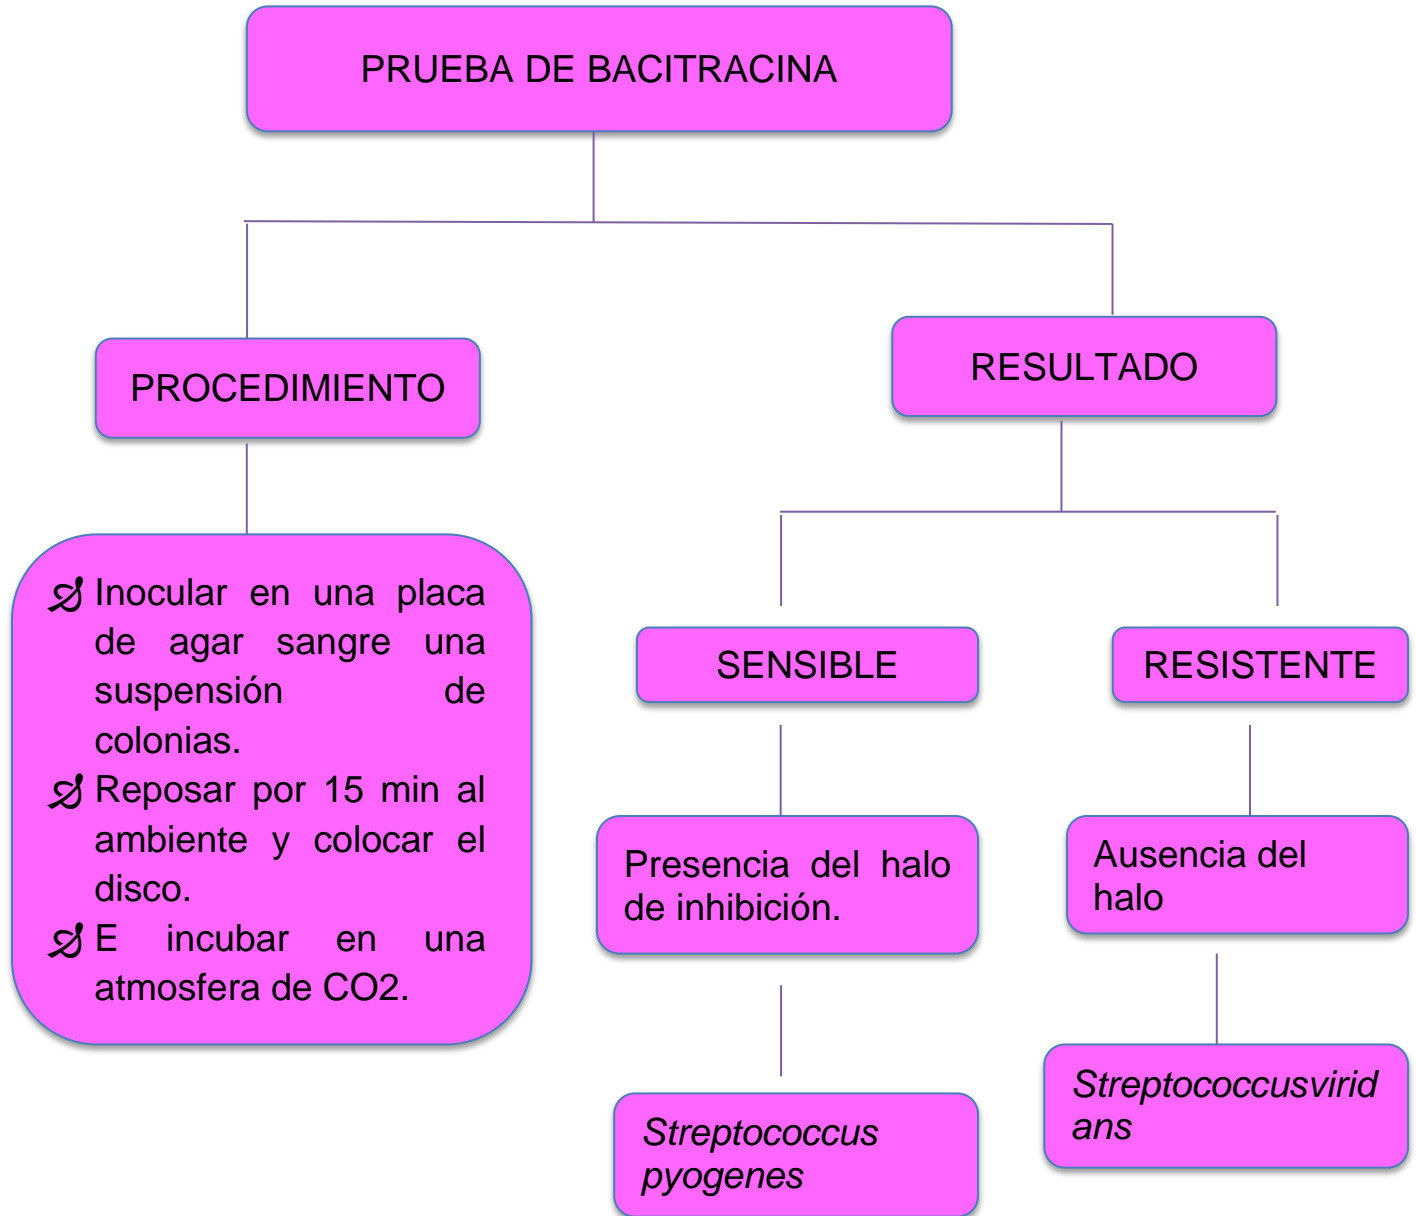 PRUEBA DE BACITRACINA
PROCEDIMIENTO
RESULTADO
Inocular en una placa
de agar sangre una
suspensión de
colonias.
Reposar por 15 min al
ambiente y colocar el
disco.
E incubar en una
atmosfera de CO2.
SENSIBLE
RESISTENTE
Presencia del halo
de inhibición.
Ausencia del
halo
Streptococcus
pyogenes
Streptococcusvirid
ans